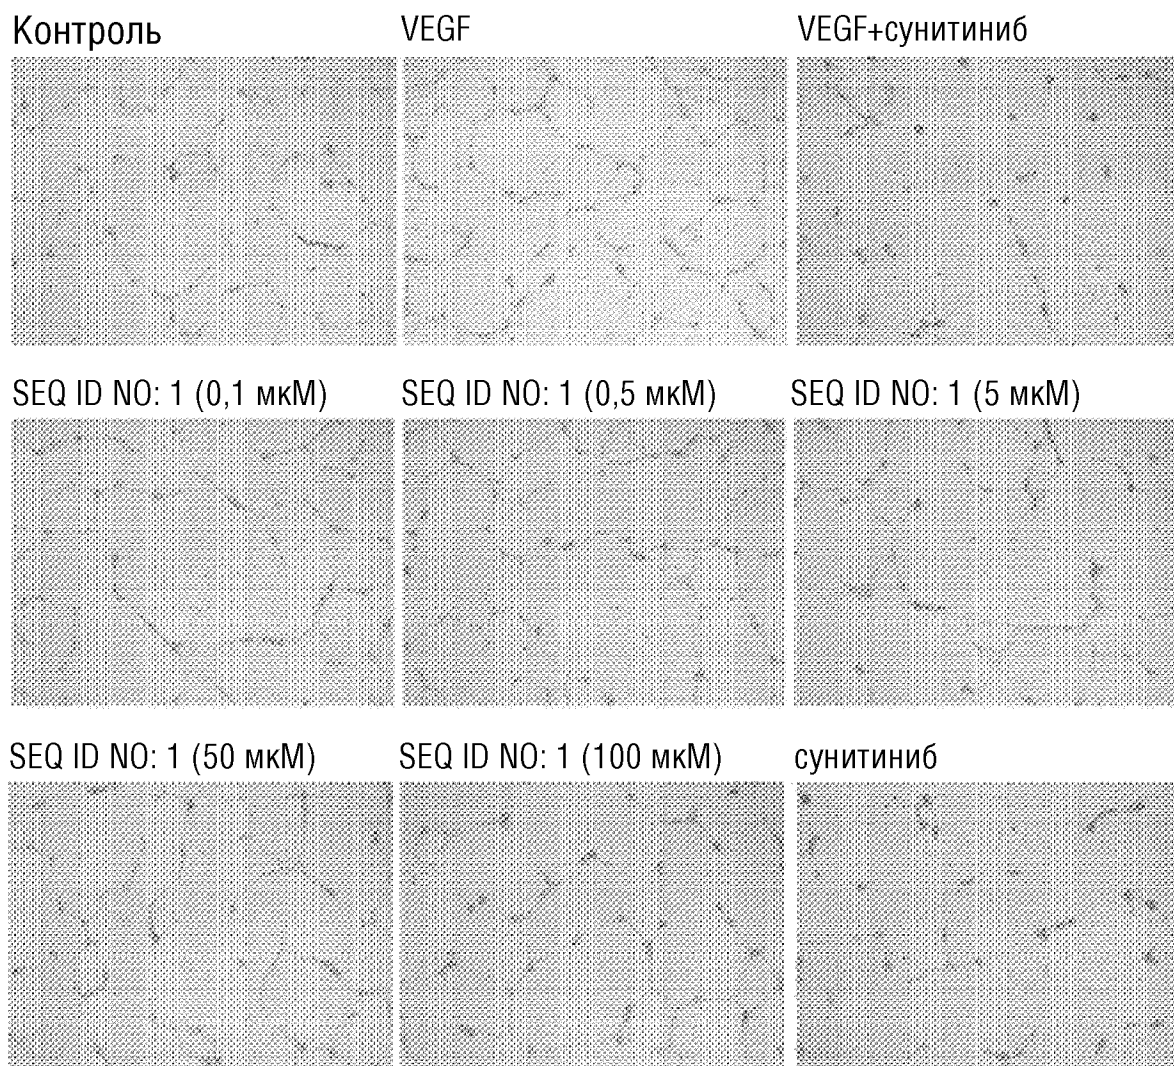 Контроль
VEGF
VEGF+сунитиниб
SEQ ID NO: 1 (0,1 мкМ)
SEQ ID NO: 1 (0,5 мкМ)
SEQ ID NO: 1 (5 мкМ)
SEQ ID NO: 1 (50 мкМ)
SEQ ID NO: 1 (100 мкМ)
сунитиниб